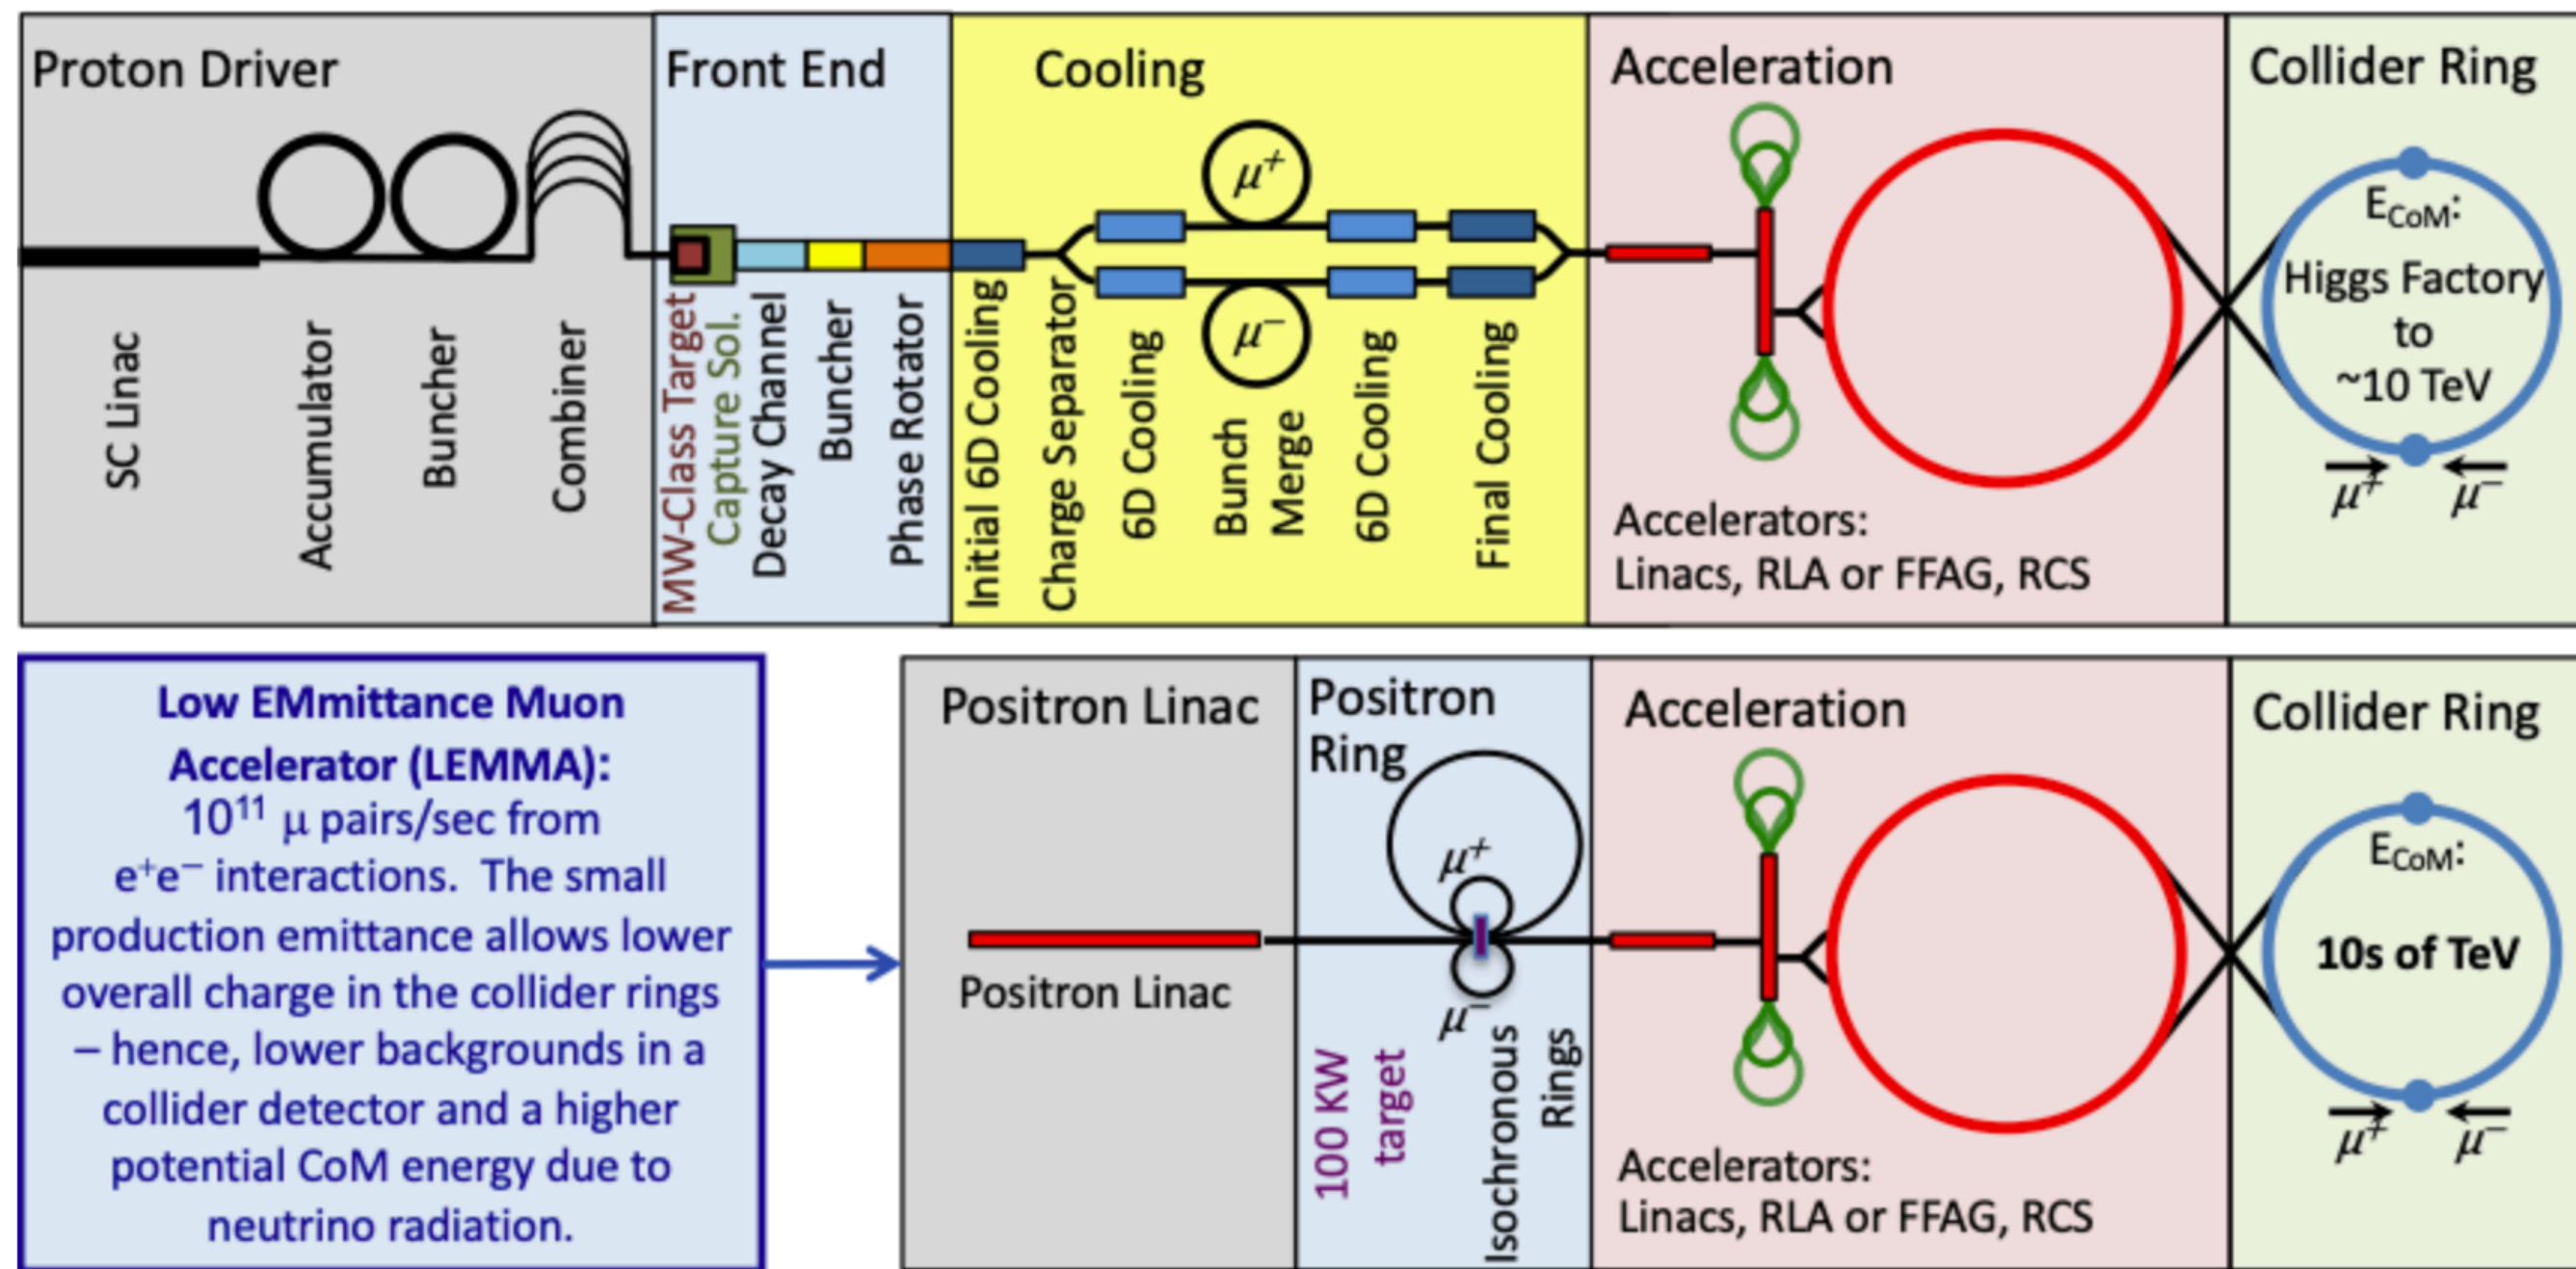 Proton Driver
Front End
Cooling
Acceleration
Collider Ring
μ⁺
μ⁻
E_CoM:
Higgs Factory
to
~10 TeV
μ⁺
μ⁻
SC Linac
Accumulator
Buncher
Combiner
MW-Class Target
Capture Sol.
Decay Channel
Buncher
Phase Rotator
Initial 6D Cooling
Charge Separator
6D Cooling
Bunch
Merge
6D Cooling
Final Cooling
Accelerators:
Linacs, RLA or FFAG, RCS
Low EMmittance Muon
Accelerator (LEMMA):
10¹¹ μ pairs/sec from
e⁺e⁻ interactions. The small
production emittance allows lower
overall charge in the collider rings
– hence, lower backgrounds in a
collider detector and a higher
potential CoM energy due to
neutrino radiation.
Positron Linac
Positron
Ring
Acceleration
Collider Ring
Positron Linac
μ⁺
μ⁻
100 KW
target
Isochronous
Rings
Accelerators:
Linacs, RLA or FFAG, RCS
E_CoM:
10s of TeV
μ⁺
μ⁻